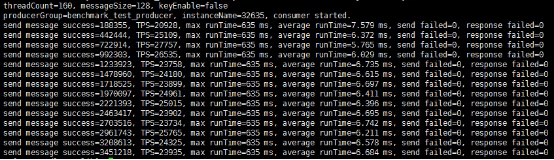 threadCount=160, messageSize=128, keyEnable=false
producerGroup=benchmark_test_producer, instanceName=32635, consumer started.
send message success=188355, TPS=20928, max runTime=635 ms, average runTime=7.579 ms, send failed=0, response failed=0
send message success=442444, TPS=25109, max runTime=635 ms, average runTime=6.372 ms, send failed=0, response failed=0
send message success=722914, TPS=27757, max runTime=635 ms, average runTime=5.765 ms, send failed=0, response failed=0
send message success=992303, TPS=26535, max runTime=635 ms, average runTime=6.029 ms, send failed=0, response failed=0
send message success=1233923, TPS=23758, max runTime=635 ms, average runTime=6.735 ms, send failed=0, response failed=0
send message success=1478960, TPS=24180, max runTime=635 ms, average runTime=6.615 ms, send failed=0, response failed=0
send message success=1718525, TPS=23899, max runTime=635 ms, average runTime=6.697 ms, send failed=0, response failed=0
send message success=1970097, TPS=24961, max runTime=635 ms, average runTime=6.411 ms, send failed=0, response failed=0
send message success=2221393, TPS=25015, max runTime=635 ms, average runTime=6.396 ms, send failed=0, response failed=0
send message success=2463417, TPS=23902, max runTime=635 ms, average runTime=6.695 ms, send failed=0, response failed=0
send message success=2703516, TPS=23734, max runTime=635 ms, average runTime=6.742 ms, send failed=0, response failed=0
send message success=2961743, TPS=25765, max runTime=635 ms, average runTime=6.211 ms, send failed=0, response failed=0
send message success=3208613, TPS=24325, max runTime=635 ms, average runTime=6.578 ms, send failed=0, response failed=0
send message success=3451218, TPS=23935, max runTime=635 ms, average runTime=6.684 ms, send failed=0, response failed=0